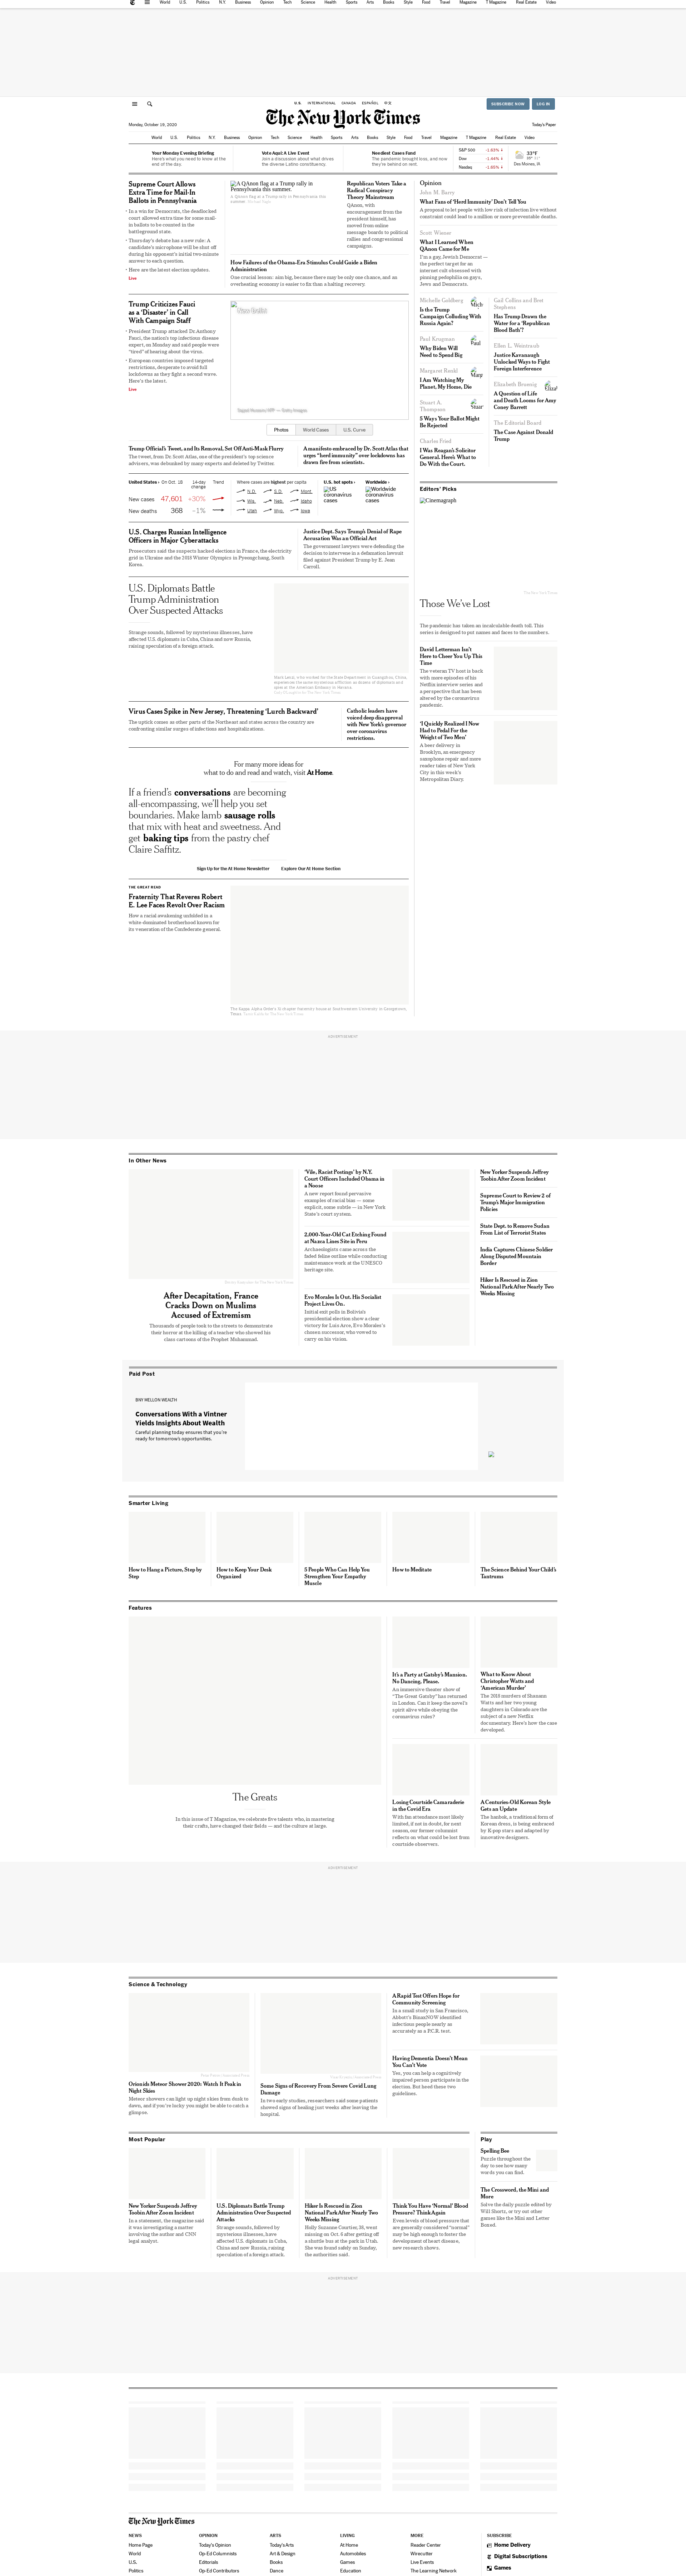 World U.S. Politics N.Y. Business Opinion Tech Science Health Sports Arts Books Style Food Travel Magazine T Magazine Real Estate Video
U.S. INTERNATIONAL CANADA ESPAÑOL 中文
SUBSCRIBE NOW LOG IN
The New York Times
Monday, October 19, 2020
Today's Paper
World U.S. Politics N.Y. Business Opinion Tech Science Health Sports Arts Books Style Food Travel Magazine T Magazine Real Estate Video
Your Monday Evening Briefing
Here's what you need to know at the end of the day.
Vote Aquí: A Live Event
Join a discussion about what drives the diverse Latino constituency.
Needlest Cases Fund
The pandemic brought loss, and now they're behind on rent.
S&P 500 -1.63% ↓
Dow -1.44% ↓
Nasdaq -1.65% ↓
33°F
Des Moines, IA
Supreme Court Allows
Extra Time for Mail-In
Ballots in Pennsylvania
In a win for Democrats, the deadlocked
court allowed extra time for some mail-
in ballots to be counted in the
battleground state.
Thursday's debate has a new rule: A
candidate's microphone will be shut off
during his opponent's initial two-minute
answer to each question.
Here are the latest election updates.
Live
A QAnon flag at a Trump rally in
Pennsylvania this summer.
A QAnon flag at a Trump rally in Pennsylvania this
summer.
Republican Voters Take a
Radical Conspiracy
Theory Mainstream
QAnon, with
encouragement from the
president himself, has
moved from online
message boards to political
rallies and congressional
campaigns.
How Failures of the Obama-Era Stimulus Could Guide a Biden
Administration
One crucial lesson: aim big, because there may be only one chance, and an
overheating economy is easier to fix than a halting recovery.
Trump Criticizes Fauci
as a 'Disaster' in Call
With Campaign Staff
President Trump attacked Dr. Anthony
Fauci, the nation's top infectious disease
expert, on Monday and said people were
"tired" of hearing about the virus.
European countries imposed targeted
restrictions, desperate to avoid full
lockdowns as they fight a second wave.
Here's the latest.
Live
New Delhi
Photos World Cases U.S. Curve
Trump Official's Tweet, and Its Removal, Set Off Anti-Mask Flurry
The tweet, from Dr. Scott Atlas, one of the president's top science
advisers, was debunked by many experts and deleted by Twitter.
A manifesto embraced by Dr. Scott Atlas that
urges "herd immunity" over lockdowns has
drawn fire from scientists.
United States › On Oct. 18 14-day change Trend
New cases 47,601 +30%
New deaths 368 –1%
Where cases are highest per capita
N.D. S.D. Mont.
Wis. Neb. Idaho
Utah Wyo. Iowa
U.S. hot spots ›
US coronavirus cases
Worldwide ›
Worldwide coronavirus cases
U.S. Charges Russian Intelligence
Officers in Major Cyberattacks
Prosecutors said the suspects hacked elections in France, the electricity
grid in Ukraine and the 2018 Winter Olympics in Pyeongchang, South
Korea.
Justice Dept. Says Trump's Denial of Rape
Accusation Was an Official Act
The government lawyers were defending the
decision to intervene in a defamation lawsuit
filed against President Trump by E. Jean
Carroll.
U.S. Diplomats Battle
Trump Administration
Over Suspected Attacks
Strange sounds, followed by mysterious illnesses, have
affected U.S. diplomats in Cuba, China and now Russia,
raising speculation of a foreign attack.
Virus Cases Spike in New Jersey, Threatening 'Lurch Backward'
The uptick comes as other parts of the Northeast and states across the country are
confronting similar surges of infections and hospitalizations.
Catholic leaders have
voiced deep disapproval
with New York's governor
over coronavirus
restrictions.
For many more ideas for
what to do and read and watch, visit At Home.
If a friend's conversations are becoming
all-encompassing, we'll help you set
boundaries. Make lamb sausage rolls
that mix with heat and sweetness. And
get baking tips from the pastry chef
Claire Saffitz.
Sign Up for the At Home Newsletter Explore Our At Home Section
THE GREAT READ
Fraternity That Reveres Robert
E. Lee Faces Revolt Over Racism
How a racial awakening unfolded in a
white-dominated brotherhood known for
its veneration of the Confederate general.
Opinion
John M. Barry
What Fans of 'Herd Immunity' Don't Tell You
A proposal to let people with low risk of infection live without
constraint could lead to a million or more preventable deaths.
Scott Wiener
What I Learned When
QAnon Came for Me
I'm a gay, Jewish Democrat —
the perfect target for an
internet cult obsessed with
pinning pedophilia on gays,
Jews and Democrats.
Michelle Goldberg
Is the Trump
Campaign Colluding With
Russia Again?
Paul Krugman
Why Biden Will
Need to Spend Big
Margaret Renkl
I Am Watching My
Planet, My Home, Die
Stuart A.
Thompson
5 Ways Your Ballot Might
Be Rejected
Charles Fried
I Was Reagan's Solicitor
General. Here's What to
Do With the Court.
Gail Collins and Bret
Stephens
Has Trump Drawn the
Water for a 'Republican
Blood Bath'?
Ellen L. Weintraub
Justice Kavanaugh
Unlocked Ways to Fight
Foreign Interference
Elizabeth Bruenig
A Question of Life
and Death Looms for Amy
Coney Barrett
The Editorial Board
The Case Against Donald
Trump
Editors' Picks
Cinemagraph
The New York Times
Those We've Lost
The pandemic has taken an incalculable death toll. This
series is designed to put names and faces to the numbers.
David Letterman Isn't
Here to Cheer You Up This
Time
The veteran TV host is back
with more episodes of his
Netflix interview series and
a perspective that has been
altered by the coronavirus
pandemic.
'I Quickly Realized I Now
Had to Pedal For the
Weight of Two Men'
A beer delivery in
Brooklyn, an emergency
saxophone repair and more
reader tales of New York
City in this week's
Metropolitan Diary.
ADVERTISEMENT
In Other News
After Decapitation, France
Cracks Down on Muslims
Accused of Extremism
Thousands of people took to the streets to demonstrate
their horror at the killing of a teacher who showed his
class cartoons of the Prophet Muhammad.
'Vile, Racist Postings' by N.Y.
Court Officers Included Obama in
a Noose
A new report found pervasive
examples of racial bias — some
explicit, some subtle — in New York
State's court system.
2,000-Year-Old Cat Etching Found
at Nazca Lines Site in Peru
Archaeologists came across the
faded feline outline while conducting
maintenance work at the UNESCO
heritage site.
Evo Morales Is Out. His Socialist
Project Lives On.
Initial exit polls in Bolivia's
presidential election show a clear
victory for Luis Arce, Evo Morales's
chosen successor, who vowed to
carry on his vision.
New Yorker Suspends Jeffrey
Toobin After Zoom Incident
Supreme Court to Review 2 of
Trump's Major Immigration
Policies
State Dept. to Remove Sudan
From List of Terrorist States
India Captures Chinese Soldier
Along Disputed Mountain
Border
Hiker Is Rescued in Zion
National Park After Nearly Two
Weeks Missing
Paid Post
BNY MELLON WEALTH
Conversations With a Vintner
Yields Insights About Wealth
Careful planning today ensures that you're
ready for tomorrow's opportunities.
Smarter Living
How to Hang a Picture, Step by
Step
How to Keep Your Desk
Organized
5 People Who Can Help You
Strengthen Your Empathy
Muscle
How to Meditate
The Science Behind Your Child's
Tantrums
Features
The Greats
In this issue of T Magazine, we celebrate five talents who, in mastering
their crafts, have changed their fields — and the culture at large.
It's a Party at Gatsby's Mansion.
No Dancing, Please.
An immersive theater show of
"The Great Gatsby" has returned
in London. Can it keep the novel's
spirit alive while obeying the
coronavirus rules?
What to Know About
Christopher Watts and
'American Murder'
The 2018 murders of Shanann
Watts and her two young
daughters in Colorado are the
subject of a new Netflix
documentary. Here's how the case
developed.
Losing Courtside Camaraderie
in the Covid Era
With fan attendance most likely
limited, if not in doubt, for next
season, our former columnist
reflects on what could be lost from
courtside observers.
A Centuries-Old Korean Style
Gets an Update
The hanbok, a traditional form of
Korean dress, is being embraced
by K-pop stars and adapted by
innovative designers.
ADVERTISEMENT
Science & Technology
Orionids Meteor Shower 2020: Watch It Peak in
Night Skies
Meteor showers can light up night skies from dusk to
dawn, and if you're lucky you might be able to catch a
glimpse.
Some Signs of Recovery From Severe Covid Lung
Damage
In two early studies, researchers said some patients
showed signs of healing just weeks after leaving the
hospital.
A Rapid Test Offers Hope for
Community Screening
In a small study in San Francisco,
Abbott's BinaxNOW identified
infectious people nearly as
accurately as a P.C.R. test.
Having Dementia Doesn't Mean
You Can't Vote
Yes, you can help a cognitively
impaired person participate in the
election. But heed these two
guidelines.
Most Popular
New Yorker Suspends Jeffrey
Toobin After Zoom Incident
In a statement, the magazine said
it was investigating a matter
involving the author and CNN
legal analyst.
U.S. Diplomats Battle Trump
Administration Over Suspected
Attacks
Strange sounds, followed by
mysterious illnesses, have
affected U.S. diplomats in Cuba,
China and now Russia, raising
speculation of a foreign attack.
Hiker Is Rescued in Zion
National Park After Nearly Two
Weeks Missing
Holly Suzanne Courtier, 38, went
missing on Oct. 6 after getting off
a shuttle bus at the park in Utah.
She was found safely on Sunday,
the authorities said.
Think You Have 'Normal' Blood
Pressure? Think Again
Even levels of blood pressure that
are generally considered "normal"
may be high enough to foster the
development of heart disease,
new research shows.
Play
Spelling Bee
Puzzle throughout the
day to see how many
words you can find.
The Crossword, the Mini and
More
Solve the daily puzzle edited by
Will Shortz, or try out other
games like the Mini and Letter
Boxed.
ADVERTISEMENT
The New York Times
NEWS
Home Page
World
U.S.
Politics
OPINION
Today's Opinion
Op-Ed Columnists
Editorials
Op-Ed Contributors
ARTS
Today's Arts
Art & Design
Books
Dance
LIVING
At Home
Automobiles
Games
Education
MORE
Reader Center
Wirecutter
Live Events
The Learning Network
SUBSCRIBE
Home Delivery
Digital Subscriptions
Games